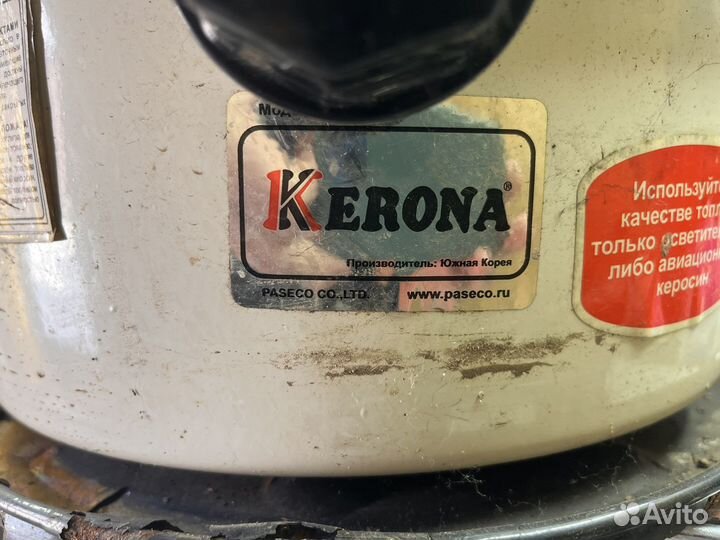 Мод
KERONA®
Производитель: Южная Корея
PASECO CO.,LTD. www.paseco.ru
Используйт
качестве топл
только осветите
либо авиацион
керосин
Avito